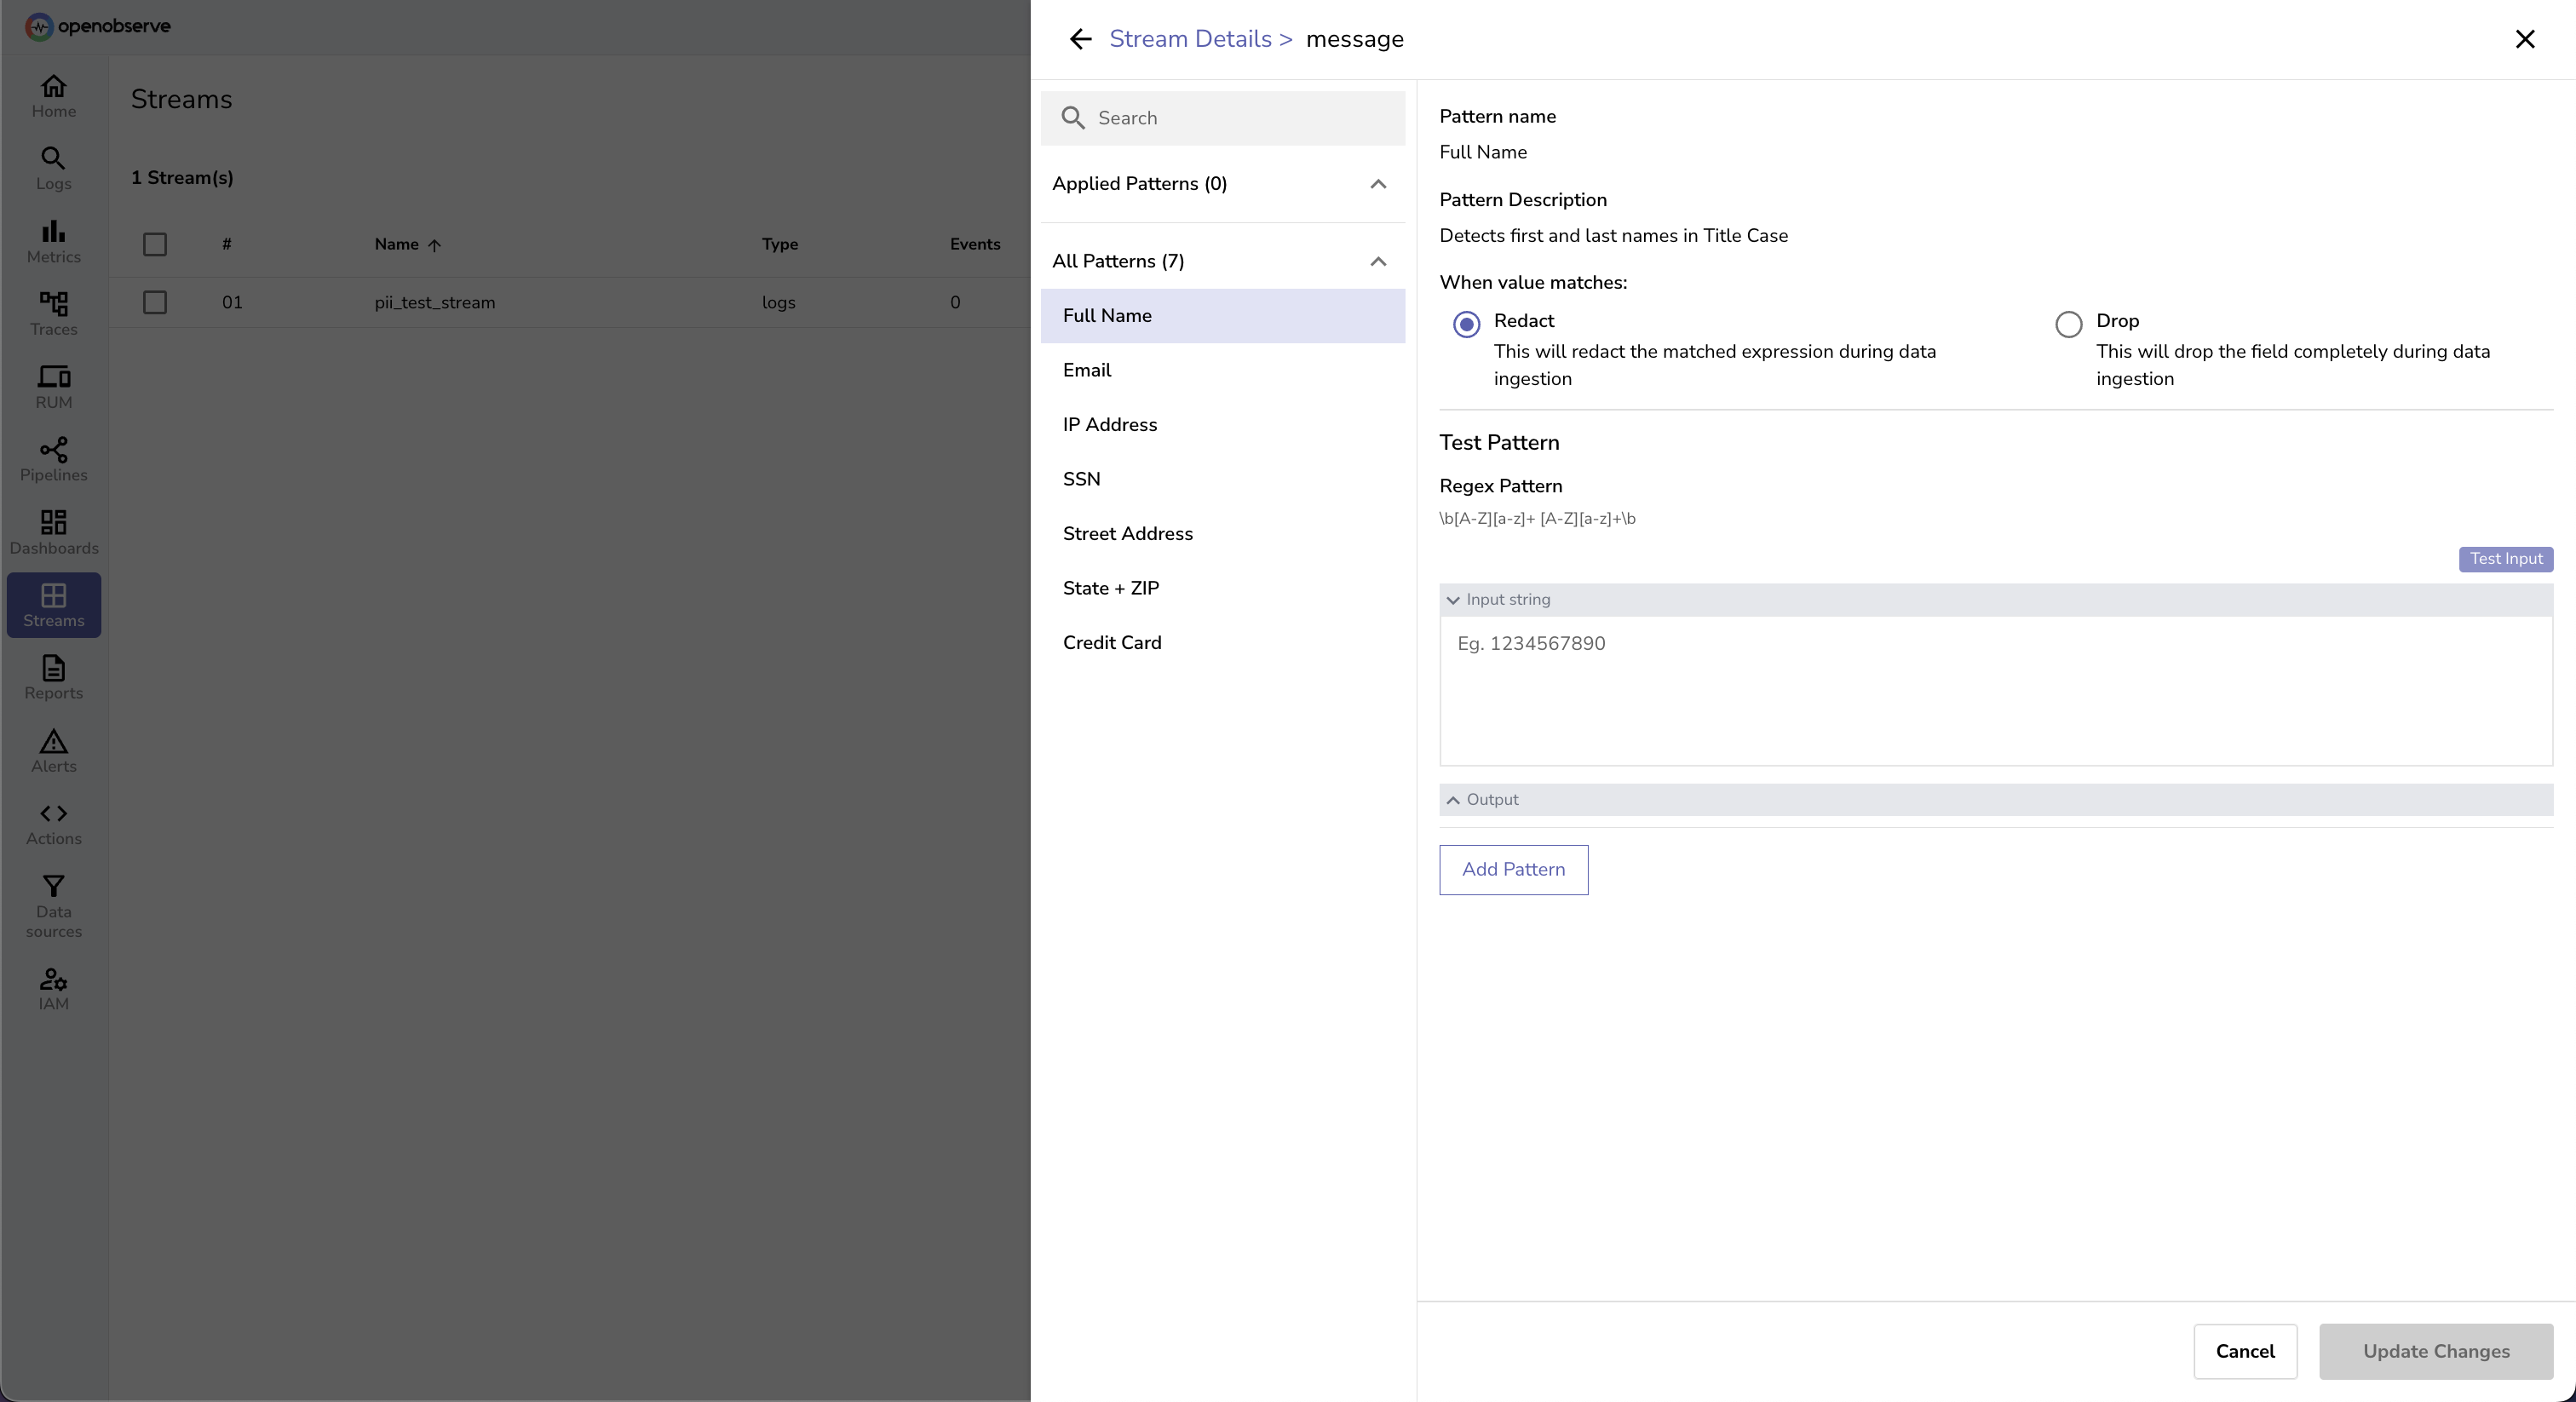 openobserve
Home
Logs
Metrics
Traces
RUM
Pipelines
Dashboards
Streams
Reports
Alerts
Actions
Data
sources
IAM
Streams
1 Stream(s)
# Name Type Events
01 pii_test_stream logs 0
Stream Details > message
Search
Applied Patterns (0)
All Patterns (7)
Full Name
Email
IP Address
SSN
Street Address
State + ZIP
Credit Card
Pattern name
Full Name
Pattern Description
Detects first and last names in Title Case
When value matches:
Redact
This will redact the matched expression during data
ingestion
Drop
This will drop the field completely during data
ingestion
Test Pattern
Regex Pattern
\b[A-Z][a-z]+ [A-Z][a-z]+\b
Test Input
Input string
Eg. 1234567890
Output
Add Pattern
Cancel
Update Changes